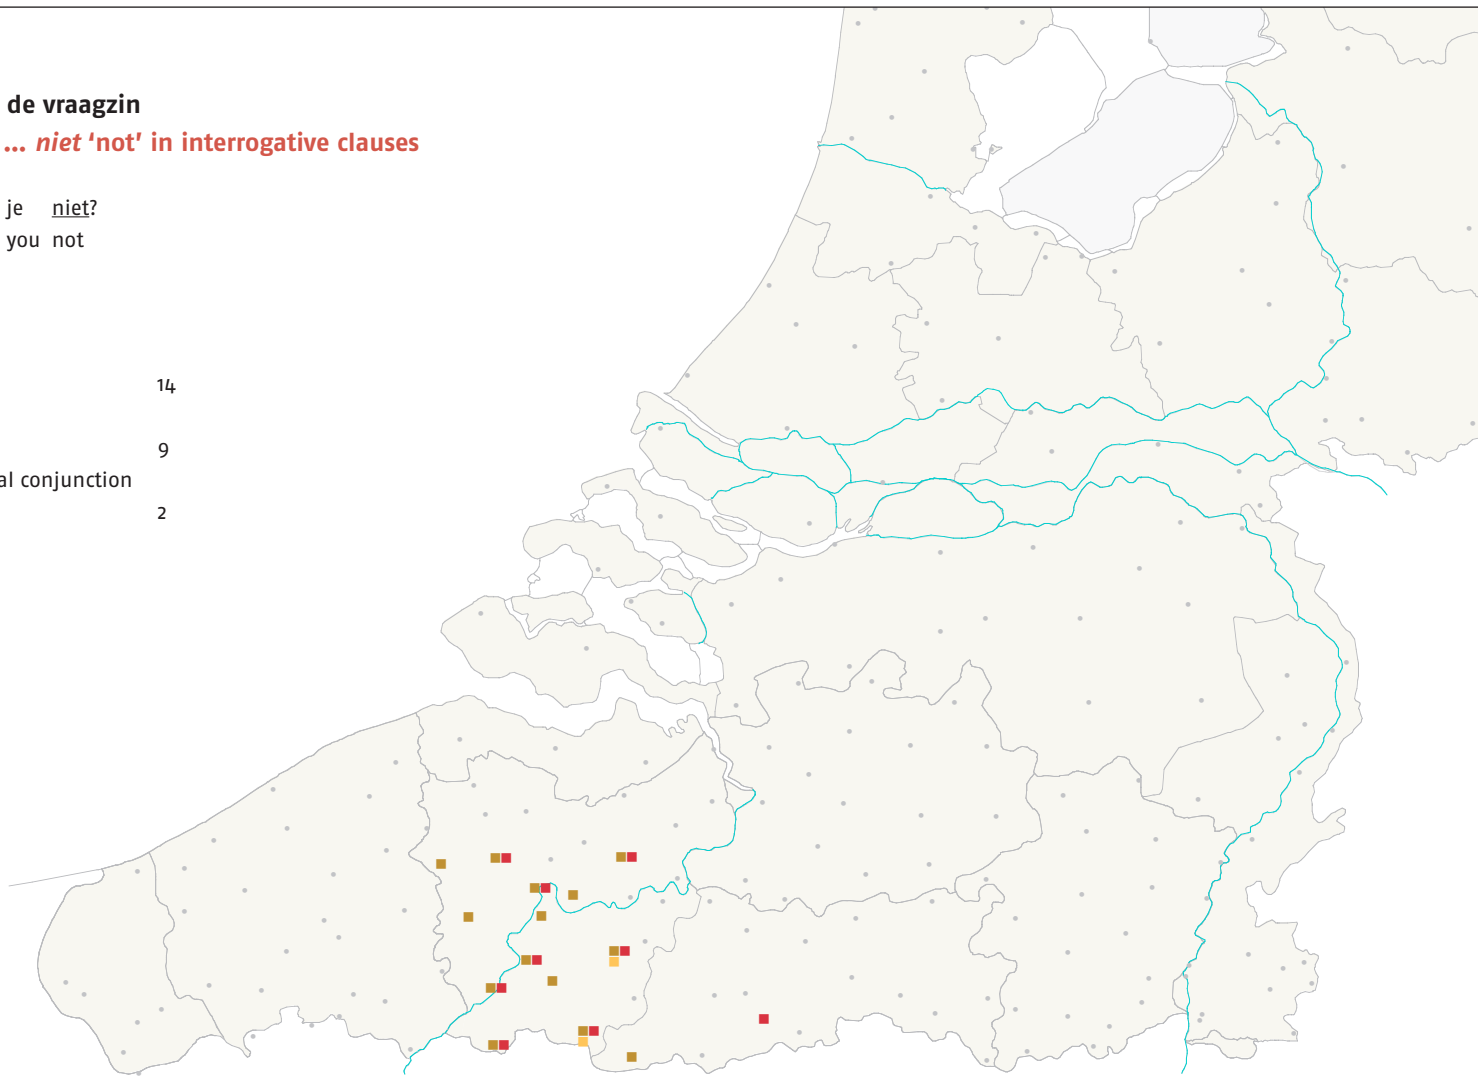 de vraagzin
... niet ‘not’ in interrogative clauses
je niet?
you not
14
9
al conjunction
2